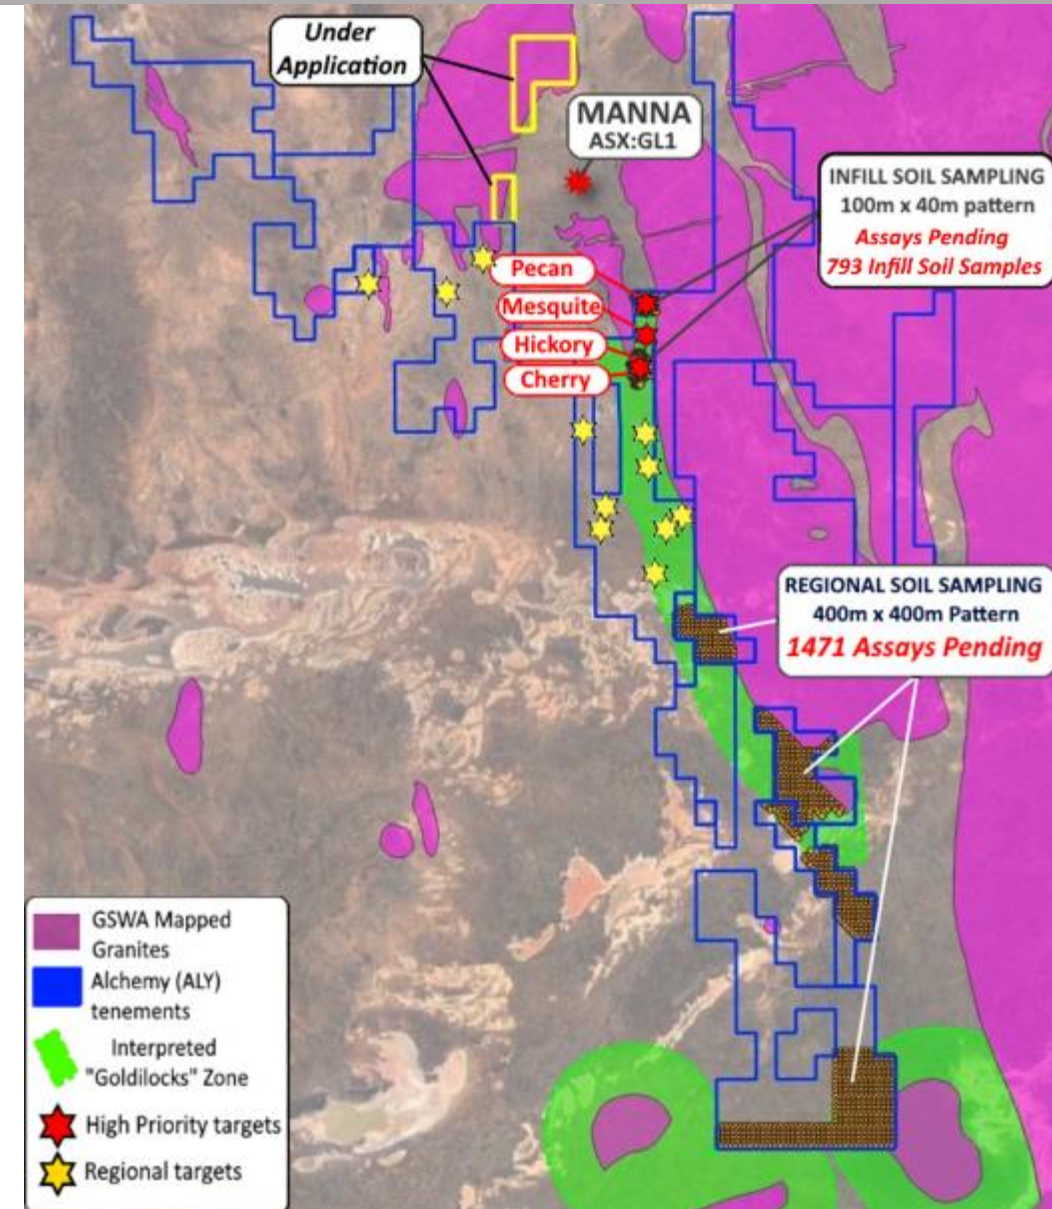 Under
Application
MANNA
ASX:GL1
INFILL SOIL SAMPLING
100m x 40m pattern
Assays Pending
793 Infill Soil Samples
Pecan
Mesquite
Hickory
Cherry
REGIONAL SOIL SAMPLING
400m x 400m Pattern
1471 Assays Pending
GSWA Mapped
Granites
Alchemy (ALY)
tenements
Interpreted
"Goldilocks" Zone
High Priority targets
Regional targets